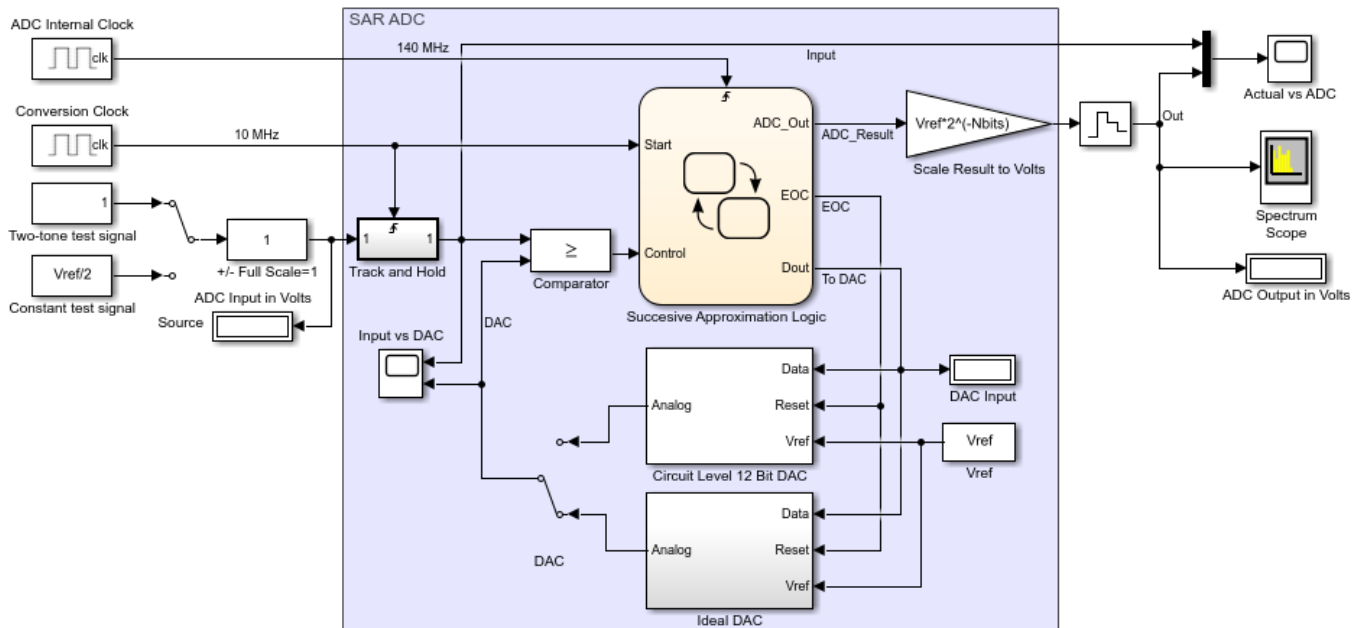 SAR ADC
ADC Internal Clock
clk
140 MHz
Input
Actual vs ADC
Conversion Clock
clk
10 MHz
Start
ADC_Out
ADC_Result
Vref*2^(-Nbits)
Scale Result to Volts
Out
EOC
EOC
Spectrum
Scope
1
Two-tone test signal
1
+/- Full Scale=1
1
1
Track and Hold
≥
Comparator
Control
Dout
To DAC
Succesive Approximation Logic
ADC Output in Volts
Vref/2
Constant test signal
ADC Input in Volts
Source
DAC
Input vs DAC
Data
Analog
Reset
Vref
Circuit Level 12 Bit DAC
DAC Input
Vref
Vref
DAC
Data
Analog
Reset
Vref
Ideal DAC